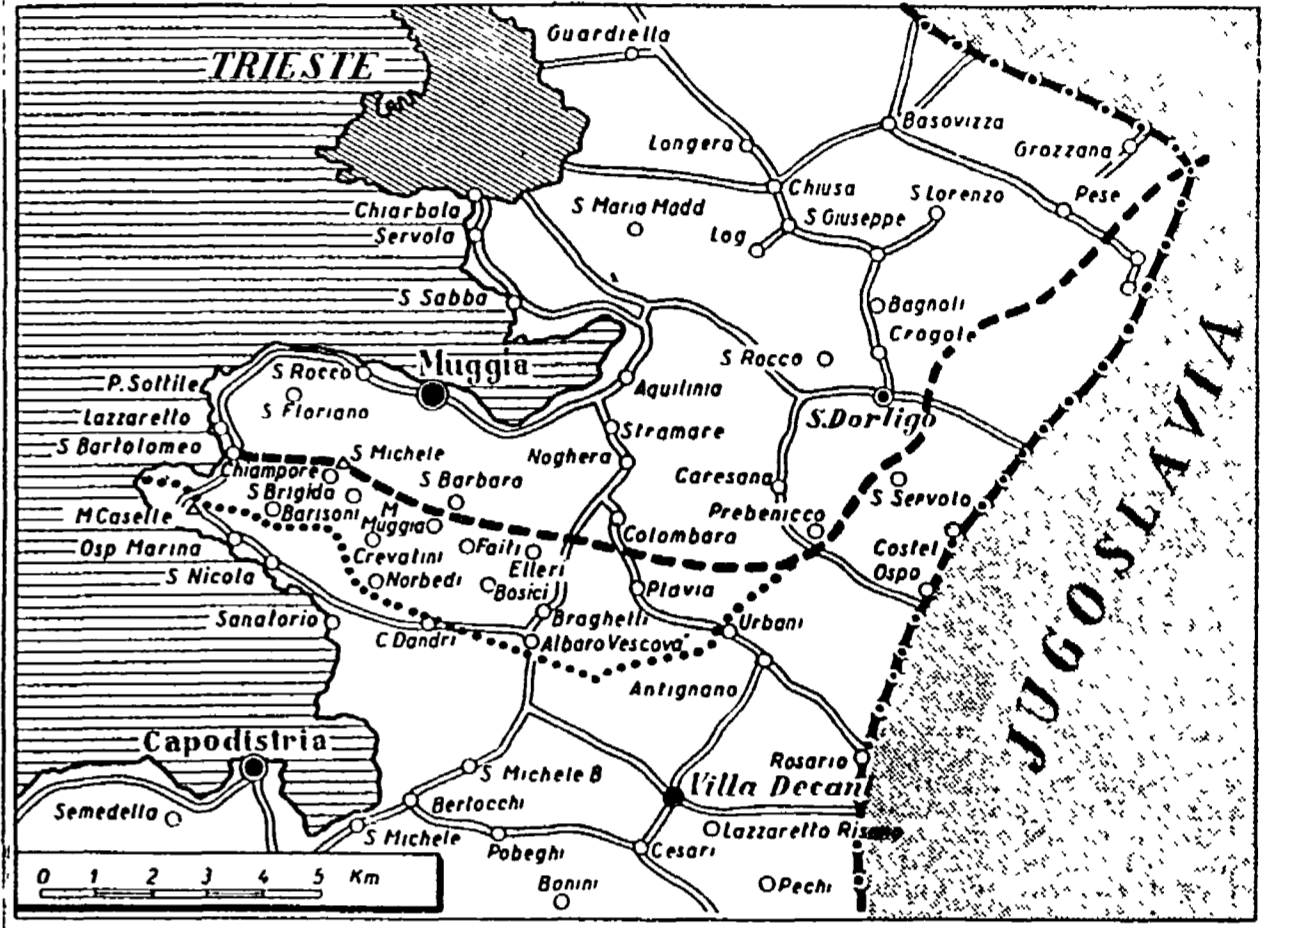 Guardiella
TRIESTE
Basovizza
Longera
Grozzana
Chiusa
Pese
S Lorenzo
S Maria Madd
S Giuseppe
Chiarbola
Servola
Log
S Sabba
Bagnoli
Crogole
S Rocco
Muggia
S Rocco
P. Sottile
Aquilinia
S Floriano
Lazzaretto
S. Dorligo
Stramare
S Bartolomeo
S Michele
Noghera
Chiampore
S Barbara
Caresana
S Servolo
S Brigida
Barisoni
M
Muggia
M Caselle
Prebenicco
Colombara
Osp Marina
Crevatini
Faiti
Costel
Elleri
Ospo
S Nicola
Norbedi
Bosici
Plavia
Sanatorio
Braghetti
Urbani
C. Dandri
Albaro Vescova'
Antignano
JUGOSLAVIA
Capodistria
Rosario
S Michele B
Villa Decani
Semedella
Bertocchi
S Michele
Lazzaretto Risano
Pobeghi
Cesari
0 1 2 3 4 5 Km
Bonini
Pechi